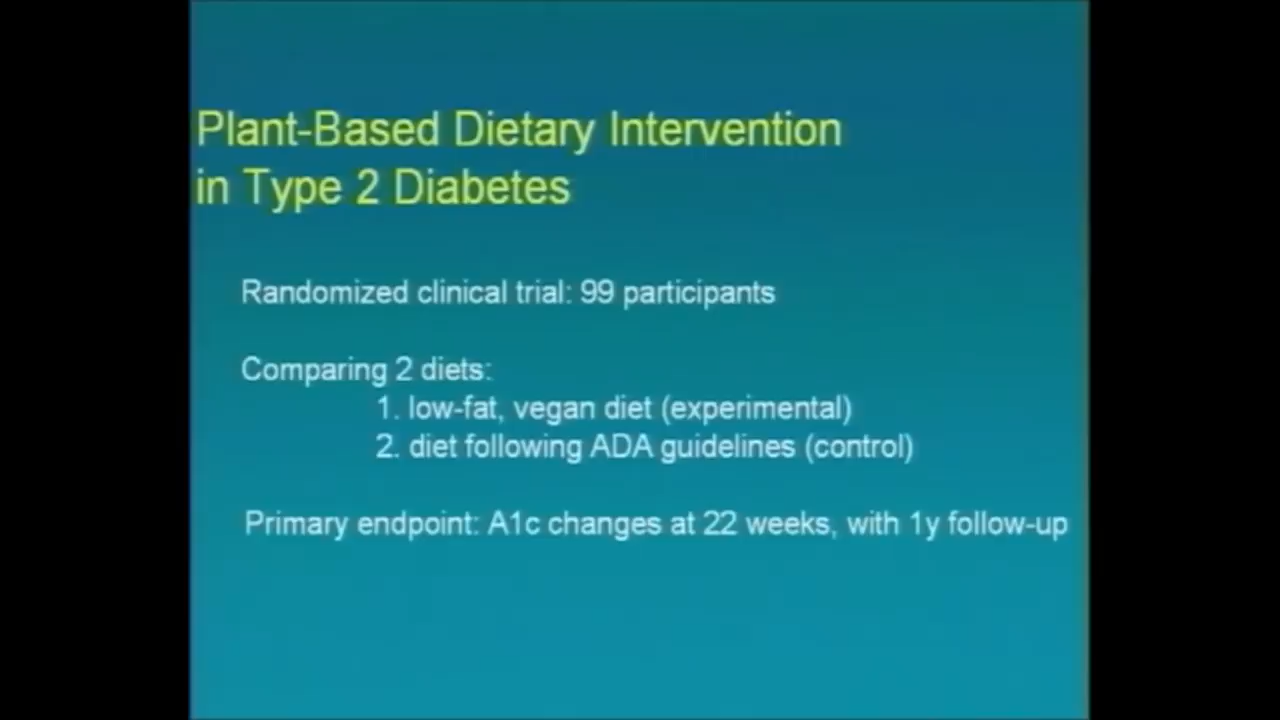 Plant-Based Dietary Intervention
in Type 2 Diabetes
Randomized clinical trial: 99 participants
Comparing 2 diets:
1. low-fat, vegan diet (experimental)
2. diet following ADA guidelines (control)
Primary endpoint: A1c changes at 22 weeks, with 1y follow-up